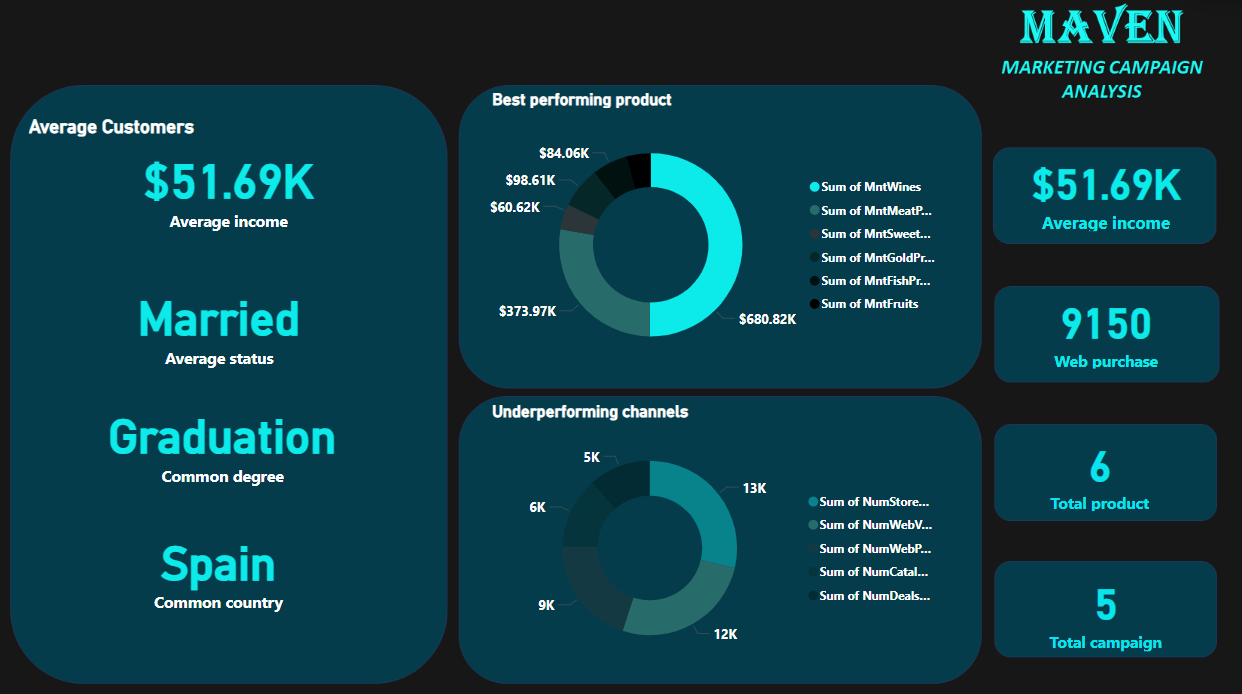 MAVEN
MARKETING CAMPAIGN
ANALYSIS
Average Customers
$51.69K
Average income
Married
Average status
Graduation
Common degree
Spain
Common country
Best performing product
$84.06K
$98.61K
$60.62K
$373.97K
$680.82K
Sum of MntWines
Sum of MntMeatP...
Sum of MntSweet...
Sum of MntGoldPr...
Sum of MntFishPr...
Sum of MntFruits
Underperforming channels
5K
13K
6K
9K
12K
Sum of NumStore...
Sum of NumWebV...
Sum of NumWebP...
Sum of NumCatal...
Sum of NumDeals...
$51.69K
Average income
9150
Web purchase
6
Total product
5
Total campaign